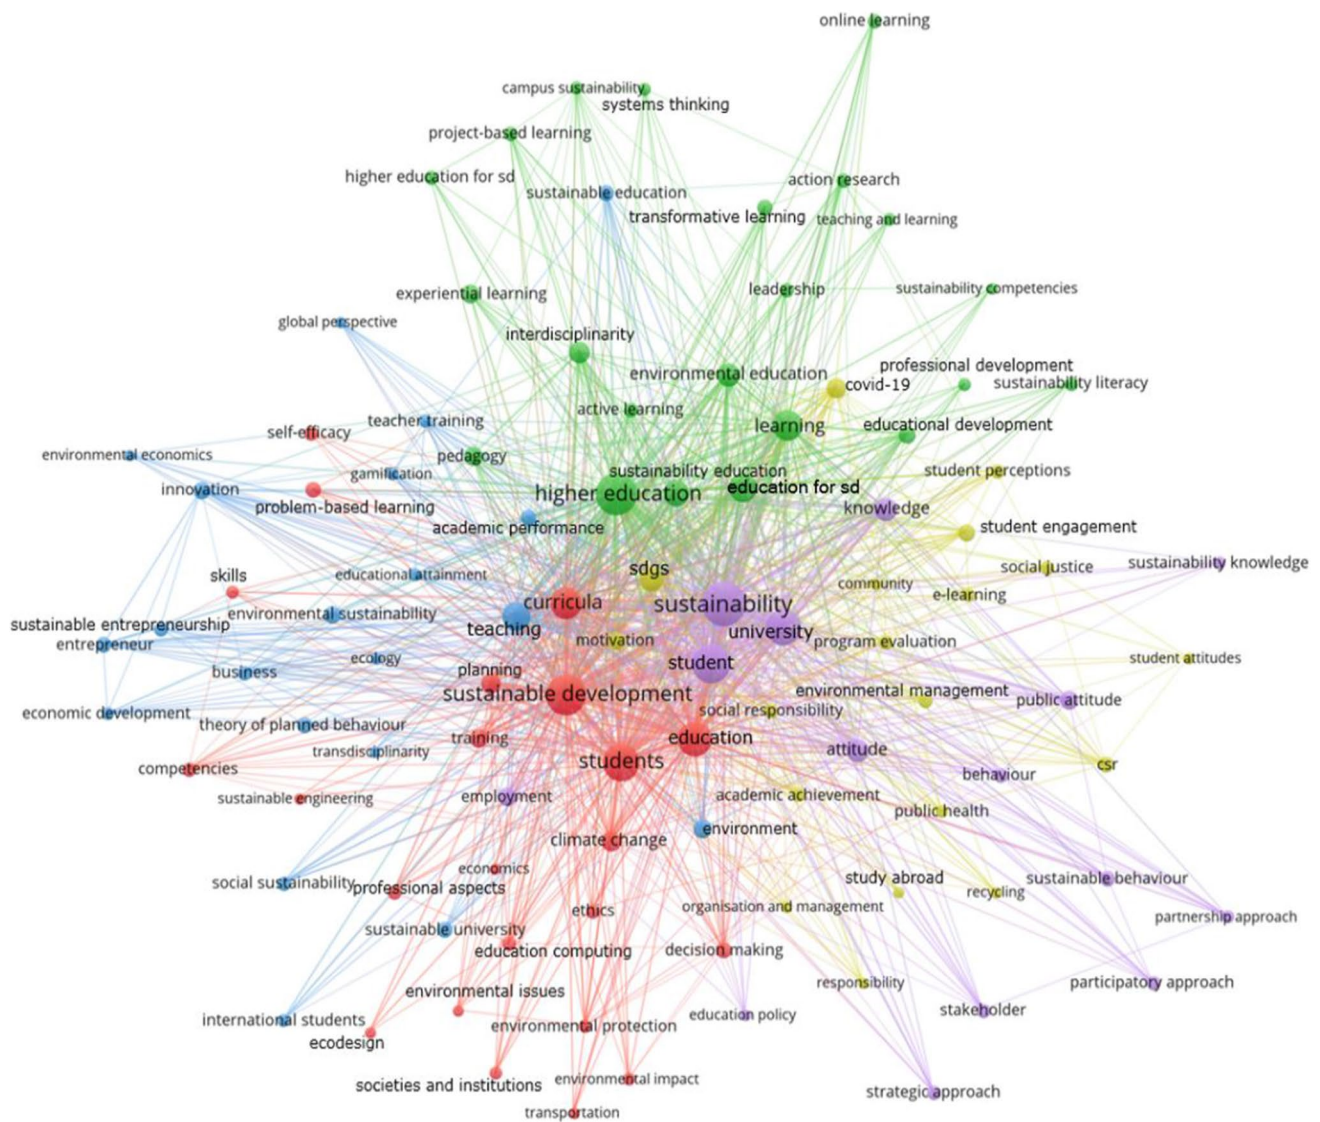 online learning
campus sustainability
systems thinking
project-based learning
higher education for sd
action research
sustainable education
transformative learning
teaching and learning
leadership
sustainability competencies
experiential learning
global perspective
interdisciplinarity
professional development
environmental education
covid-19
sustainability literacy
active learning
teacher training
learning
educational development
self-efficacy
environmental economics
pedagogy
sustainability education
student perceptions
gamification
innovation
higher education
education for sd
problem-based learning
knowledge
academic performance
student engagement
sustainability knowledge
social justice
sdgs
skills
educational attainment
community
e-learning
curricula
sustainability
environmental sustainability
sustainable entrepreneurship
teaching
university
motivation
program evaluation
entrepreneur
ecology
student
student attitudes
planning
business
sustainable development
environmental management
public attitude
social responsibility
economic development
theory of planned behaviour
training
education
transdisciplinarity
attitude
students
csr
competencies
behaviour
sustainable engineering
employment
academic achievement
public health
environment
climate change
economics
study abroad
sustainable behaviour
social sustainability
professional aspects
recycling
ethics
organisation and management
partnership approach
sustainable university
education computing
decision making
responsibility
participatory approach
environmental issues
stakeholder
education policy
international students
environmental protection
ecodesign
societies and institutions
environmental impact
strategic approach
transportation